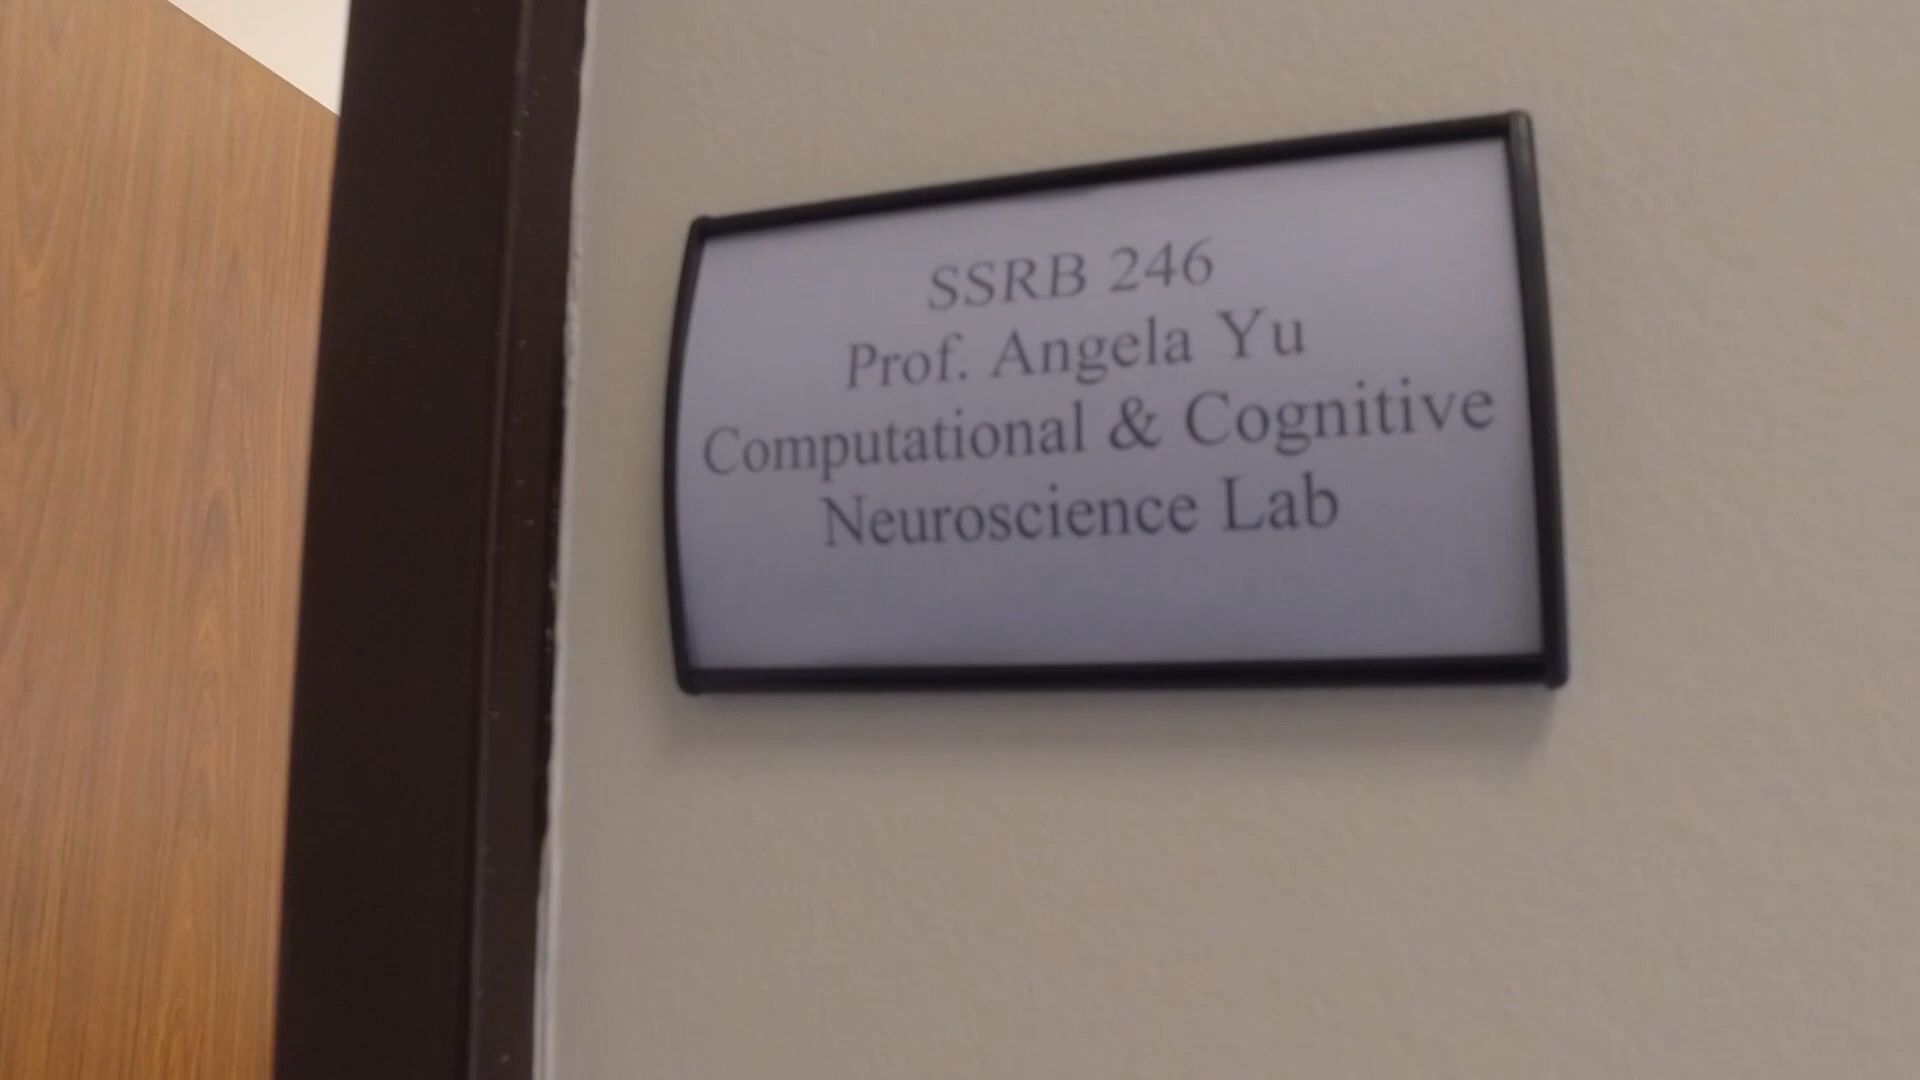 SSRB 246
Prof. Angela Yu
Computational & Cognitive
Neuroscience Lab